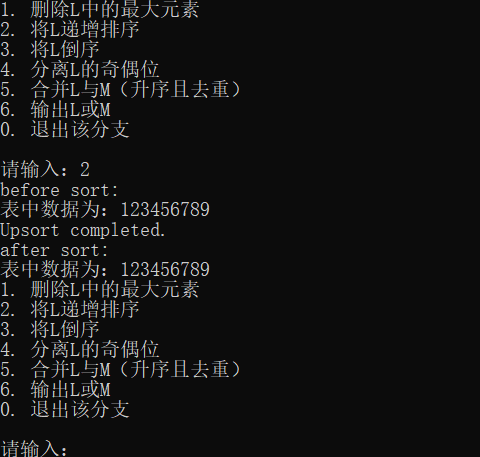 1. 删除L中的最大元素
2. 将L递增排序
3. 将L倒序
4. 分离L的奇偶位
5. 合并L与M（升序且去重）
6. 输出L或M
0. 退出该分支
请输入：2
before sort:
表中数据为：123456789
Upsort completed.
after sort:
表中数据为：123456789
1. 删除L中的最大元素
2. 将L递增排序
3. 将L倒序
4. 分离L的奇偶位
5. 合并L与M（升序且去重）
6. 输出L或M
0. 退出该分支
请输入：